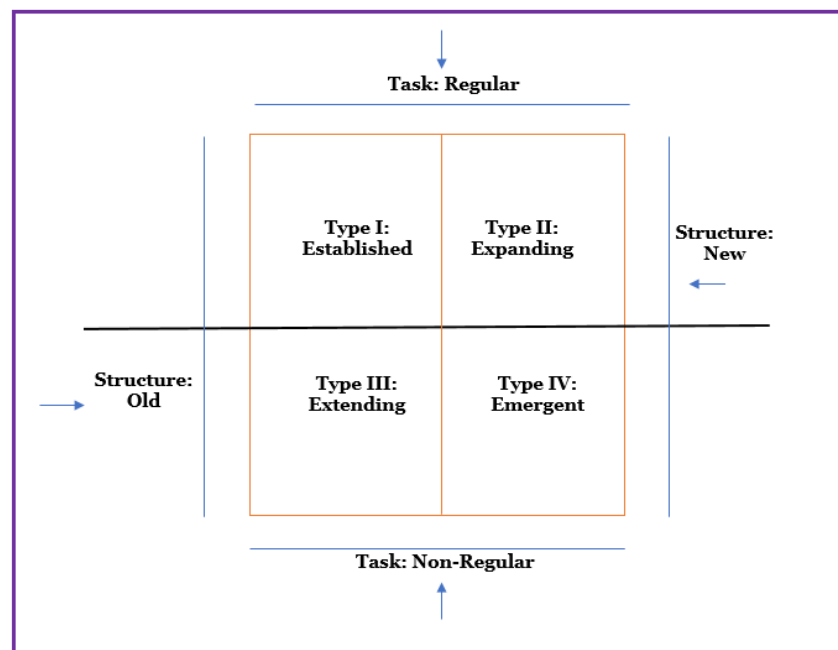 Task: Regular
Type I:
Established
Type II:
Expanding
Structure:
New
Structure:
Old
Type III:
Extending
Type IV:
Emergent
Task: Non-Regular